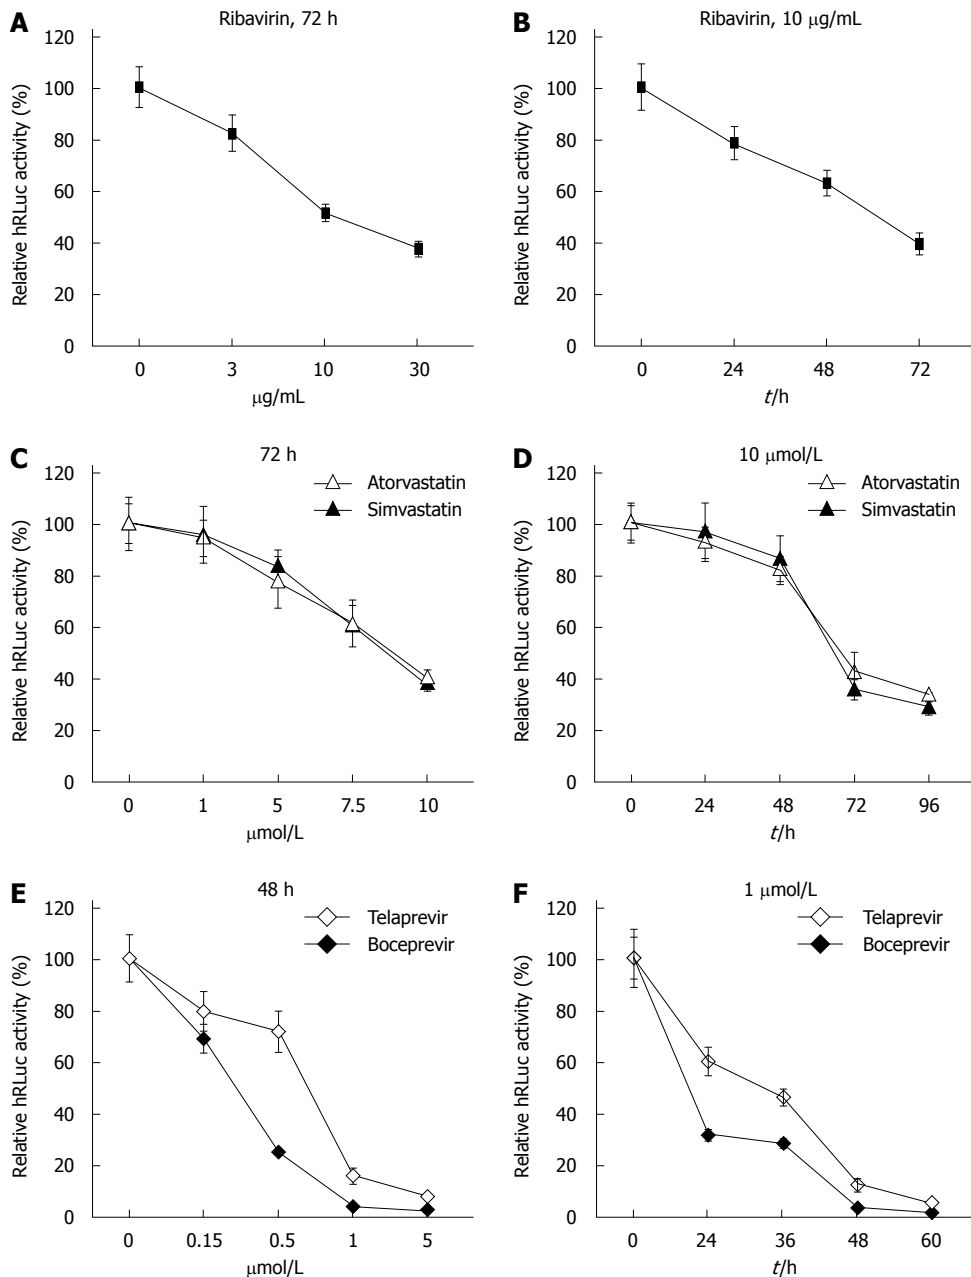 A
Ribavirin, 72 h
Relative hRLuc activity (%)
120
100
80
60
40
20
0
0 3 10 30
μg/mL
B
Ribavirin, 10 μg/mL
Relative hRLuc activity (%)
120
100
80
60
40
20
0
0 24 48 72
t/h
C
72 h
Atorvastatin
Simvastatin
Relative hRLuc activity (%)
120
100
80
60
40
20
0
0 1 5 7.5 10
μmol/L
D
10 μmol/L
Atorvastatin
Simvastatin
Relative hRLuc activity (%)
120
100
80
60
40
20
0
0 24 48 72 96
t/h
E
48 h
Telaprevir
Boceprevir
Relative hRLuc activity (%)
120
100
80
60
40
20
0
0 0.15 0.5 1 5
μmol/L
F
1 μmol/L
Telaprevir
Boceprevir
Relative hRLuc activity (%)
120
100
80
60
40
20
0
0 24 36 48 60
t/h